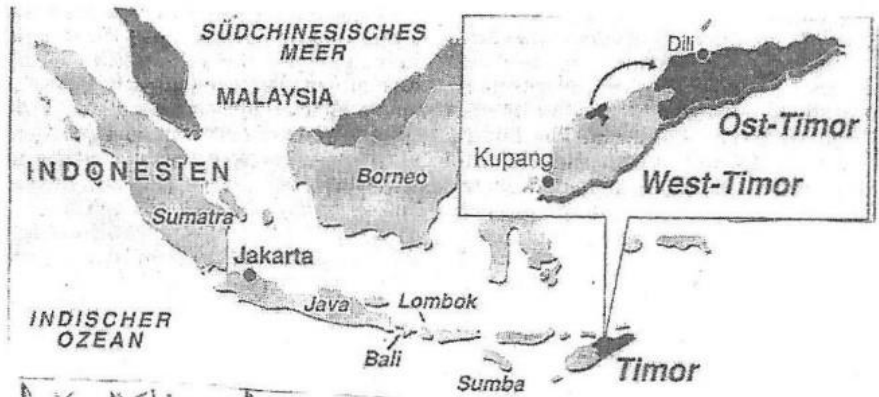 SÜDCHINESISCHES
MEER
MALAYSIA
INDONESIEN
Sumatra
Borneo
Jakarta
Java
Lombok
Bali
Sumba
Timor
INDISCHER
OZEAN
Dili
Ost-Timor
Kupang
West-Timor